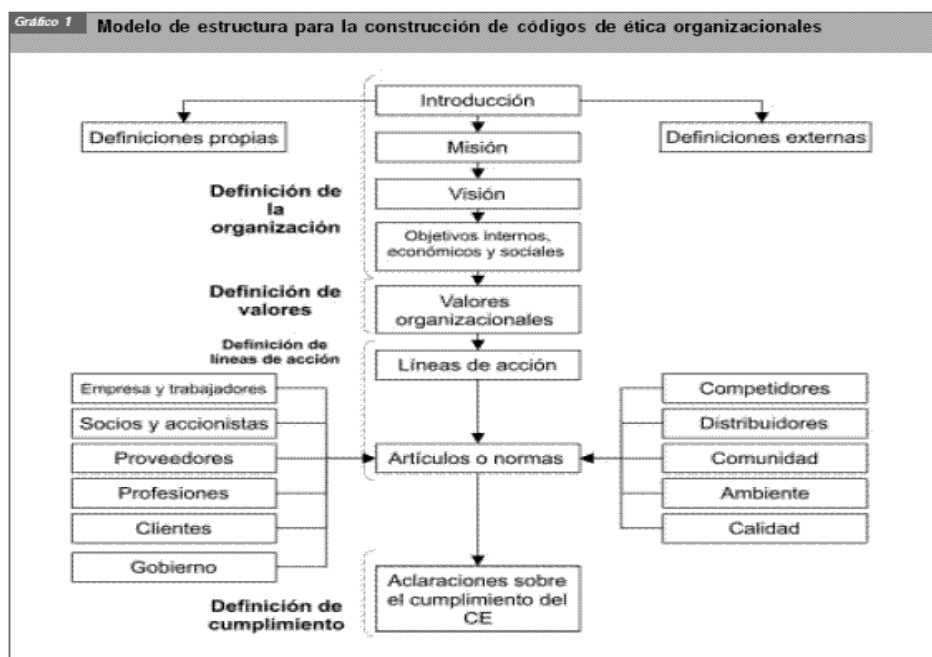 Gráfico 1 Modelo de estructura para la construcción de códigos de ética organizacionales
Introducción
Definiciones propias
Definiciones externas
Misión
Definición de
la
organización
Visión
Objetivos internos,
económicos y sociales
Definición de
valores
Valores
organizacionales
Definición de
líneas de acción
Líneas de acción
Empresa y trabajadores
Socios y accionistas
Proveedores
Profesiones
Clientes
Gobierno
Artículos o normas
Competidores
Distribuidores
Comunidad
Ambiente
Calidad
Definición de
cumplimiento
Aclaraciones sobre
el cumplimiento del
CE